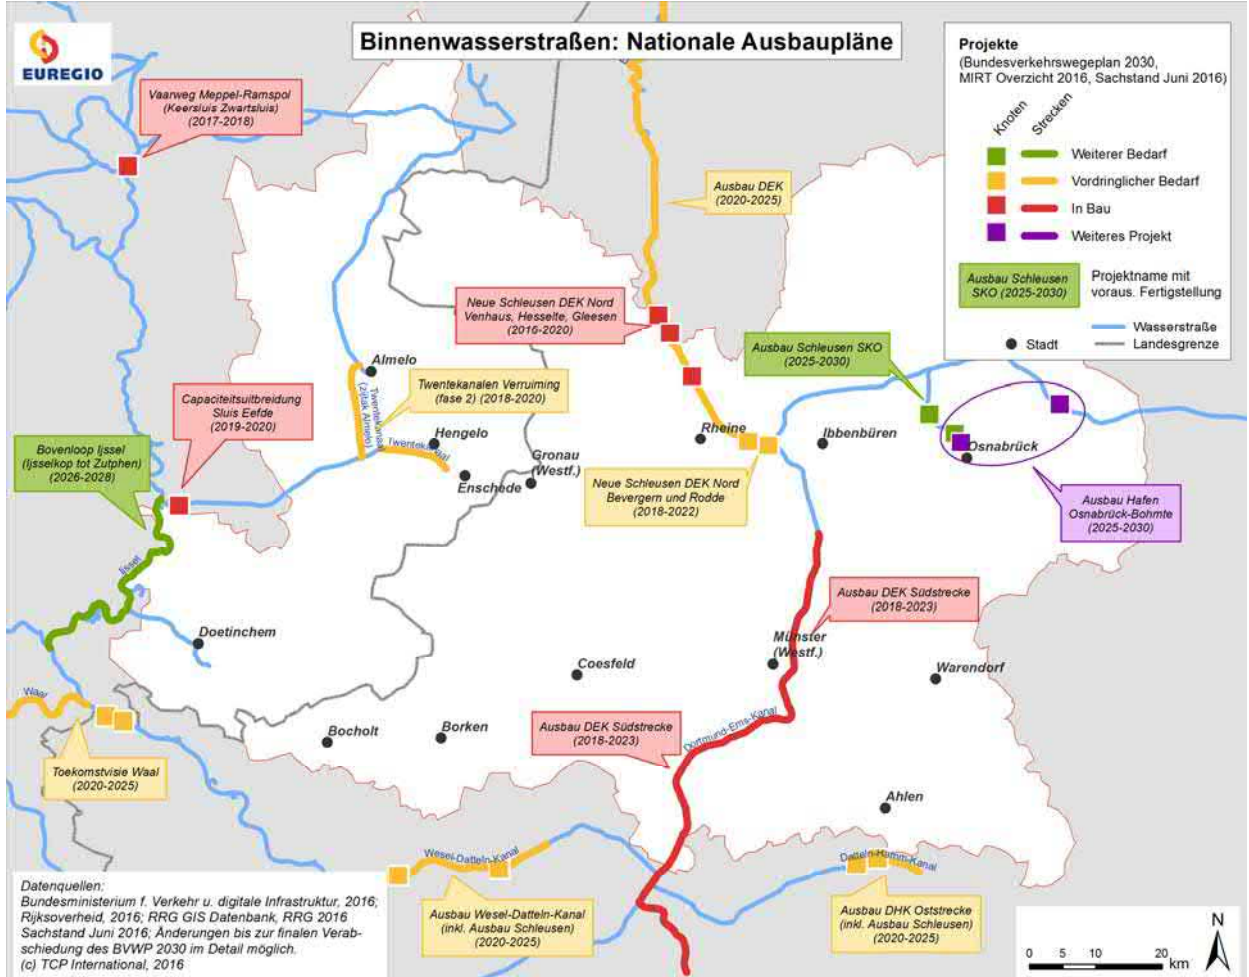 Binnenwasserstraßen: Nationale Ausbaupläne
EUREGIO
Projekte
(Bundesverkehrswegeplan 2030,
MIRT Overzicht 2016, Sachstand Juni 2016)
Knoten
Strecken
Weiterer Bedarf
Vordringlicher Bedarf
In Bau
Weiteres Projekt
Ausbau Schleusen
SKO (2025-2030)
Projektname mit
voraus. Fertigstellung
Stadt
Wasserstraße
Landesgrenze
Vaarweg Meppel-Ramspol
(Keersluis Zwartsluis)
(2017-2018)
Ausbau DEK
(2020-2025)
Neue Schleusen DEK Nord
Venhaus, Hesselte, Gleesen
(2016-2020)
Ausbau Schleusen SKO
(2025-2030)
Almelo
Twentekanaal
(zijtak Almelo)
Twentekanalen Verruiming
(fase 2) (2018-2020)
Capaciteitsuitbreidung
Sluis Eefde
(2019-2020)
Bovenloop Ijssel
(Ijsselkop tot Zutphen)
(2026-2028)
Hengelo
Twentekanaal
Enschede
Gronau
(Westf.)
Rheine
Ibbenbüren
Osnabrück
Neue Schleusen DEK Nord
Bevergern und Rodde
(2018-2022)
Ausbau Hafen
Osnabrück-Bohmte
(2025-2030)
Ijssel
Ausbau DEK Südstrecke
(2018-2023)
Doetinchem
Münster
(Westf.)
Coesfeld
Warendorf
Waar
Dortmund-Ems-Kanal
Ausbau DEK Südstrecke
(2018-2023)
Bocholt
Borken
Toekomstvisie Waal
(2020-2025)
Ahlen
Wesel-Datteln-Kanal
Datteln-Hamm-Kanal
Ausbau Wesel-Datteln-Kanal
(inkl. Ausbau Schleusen)
(2020-2025)
Ausbau DHK Oststrecke
(inkl. Ausbau Schleusen)
(2020-2025)
Datenquellen:
Bundesministerium f. Verkehr u. digitale Infrastruktur, 2016;
Rijksoverheid, 2016; RRG GIS Datenbank, RRG 2016
Sachstand Juni 2016; Änderungen bis zur finalen Verab-
schiedung des BVWP 2030 im Detail möglich.
(c) TCP International, 2016
N
0 5 10 20
km